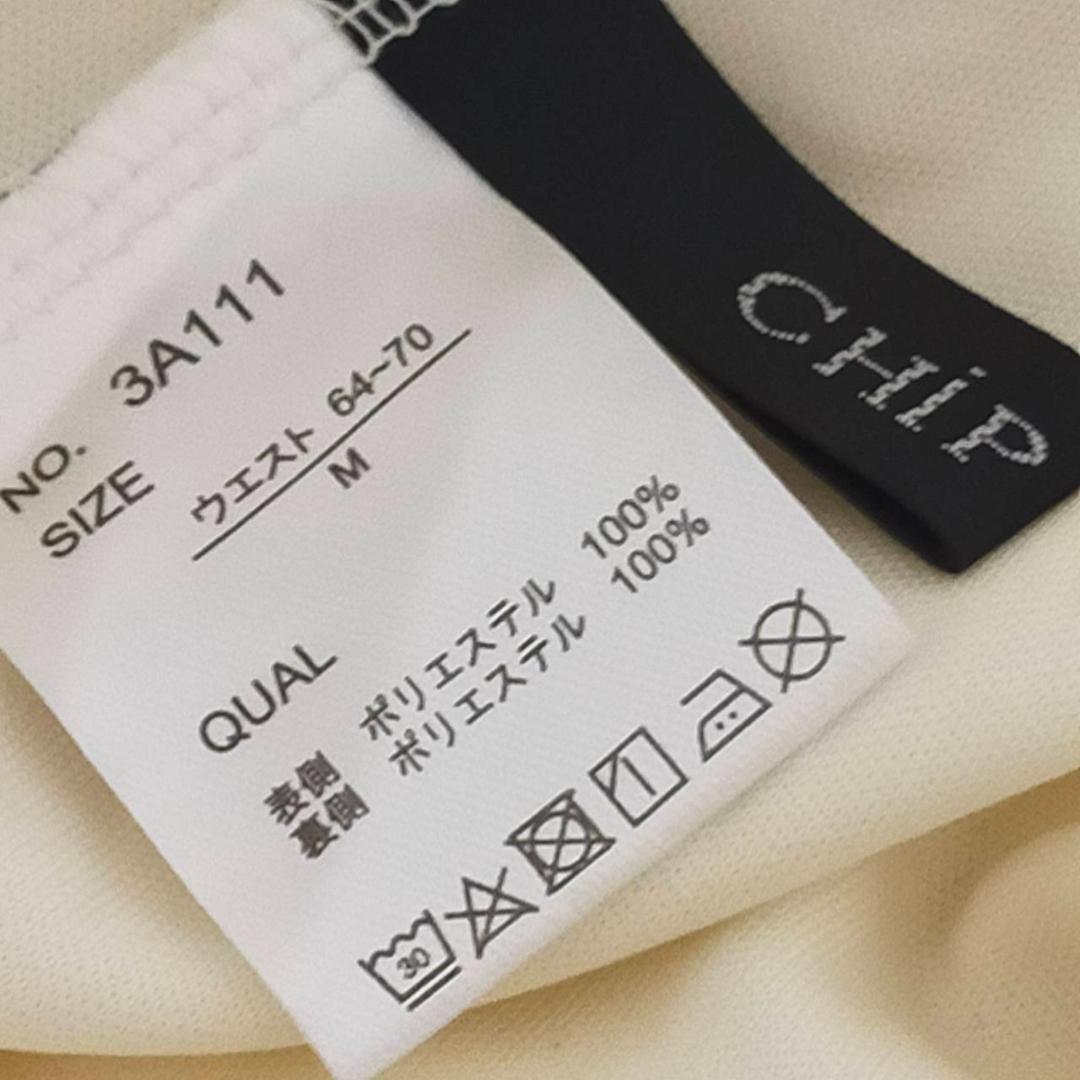 NO. 3A111
SIZE ウエスト 64~70
M
QUAL
表側 ポリエステル 100%
裏側 ポリエステル 100%
30
CHiP